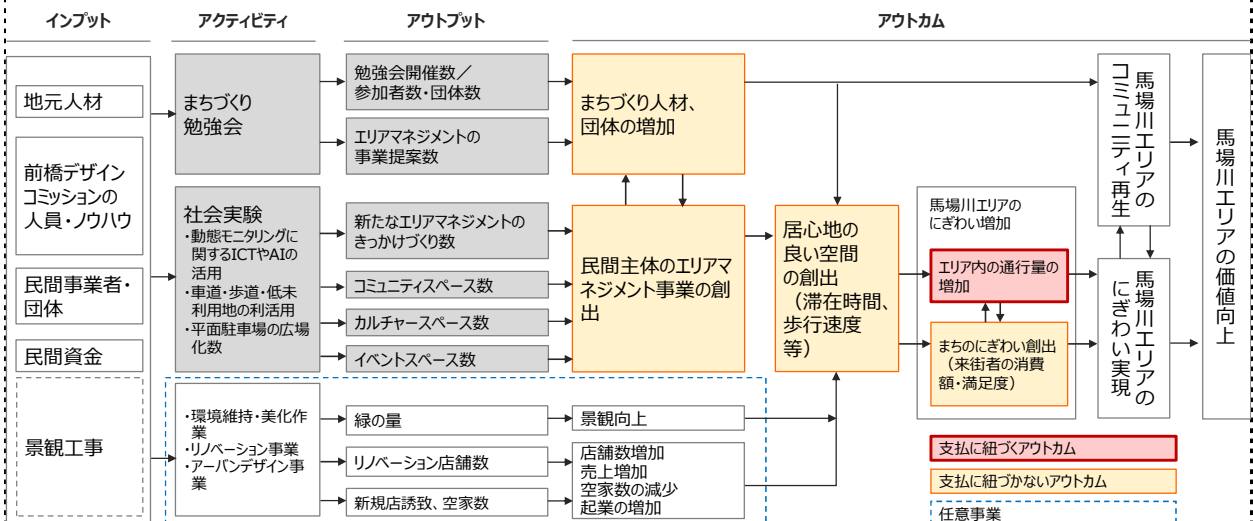 インプット
アクティビティ
アウトプット
アウトカム
地元人材
前橋デザイン
コミッションの
人員・ノウハウ
民間事業者・
団体
民間資金
景観工事
まちづくり
勉強会
社会実験
・動態モニタリングに
関するICTやAIの
活用
・車道・歩道・低未
利用地の利活用
・平面駐車場の広場
化数
・環境維持・美化作
業
・リノベーション事業
・アーバンデザイン事
業
勉強会開催数／
参加者数・団体数
エリアマネジメントの
事業提案数
新たなエリアマネジメントの
きっかけづくり数
コミュニティスペース数
カルチャースペース数
イベントスペース数
緑の量
リノベーション店舗数
新規店誘致、空家数
まちづくり人材、
団体の増加
民間主体のエリアマ
ネジメント事業の創
出
景観向上
店舗数増加
売上増加
空家数の減少
起業の増加
居心地の
良い空間
の創出
（滞在時間、
歩行速度
等）
馬場川エリアの
にぎわい増加
エリア内の通行量の
増加
まちのにぎわい創出
（来街者の消費
額・満足度）
馬場川エリアの
コミュニティ再生
馬場川エリアの
にぎわい実現
馬場川エリアの価値向上
支払に紐づくアウトカム
支払に紐づかないアウトカム
任意事業